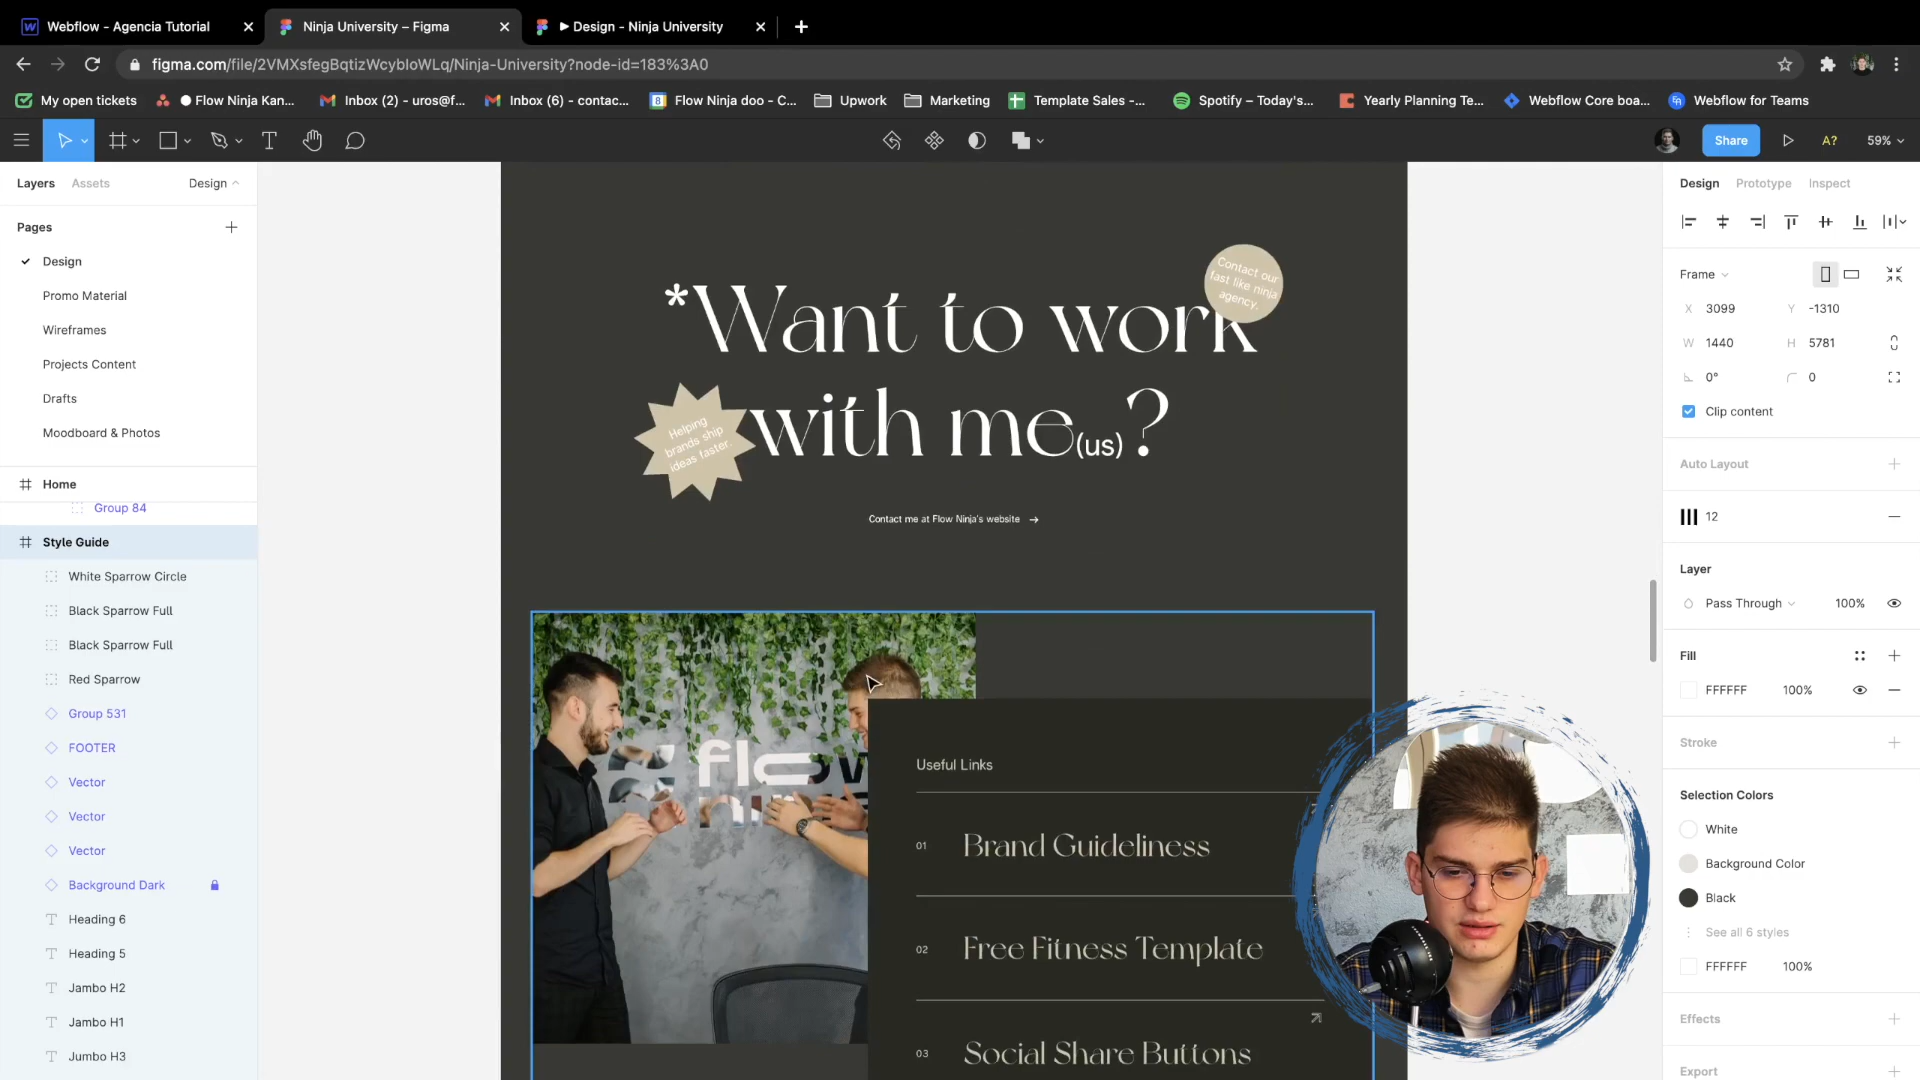 Webflow - Agencia Tutorial
Ninja University – Figma
Design - Ninja University
figma.com/file/2VMXsfegBqtizWcybIoWLq/Ninja-University?node-id=183%3A0
My open tickets
Flow Ninja Kan...
Inbox (2) - uros@f...
Inbox (6) - contac...
8
Flow Ninja doo - C...
Upwork
Marketing
Template Sales -...
Spotify – Today's...
Yearly Planning Te...
Webflow Core boa...
Webflow for Teams
Share
A?
59%
Layers
Assets
Design
Pages
Design
Promo Material
Wireframes
Projects Content
Drafts
Moodboard & Photos
Home
Group 84
Style Guide
White Sparrow Circle
Black Sparrow Full
Black Sparrow Full
Red Sparrow
Group 531
FOOTER
Vector
Vector
Vector
Background Dark
Heading 6
Heading 5
Jambo H2
Jambo H1
Jumbo H3
*Want to work
with me(us)?
Contact our
fast like ninja
agency.
Helping
brands ship
ideas faster.
Contact me at Flow Ninja's website →
flow
Useful Links
01
Brand Guideliness
02
Free Fitness Template
03
Social Share Buttons
Design
Prototype
Inspect
Frame
X 3099
Y -1310
W 1440
H 5781
0°
0
Clip content
Auto Layout
12
Layer
Pass Through
100%
Fill
FFFFFF
100%
Stroke
Selection Colors
White
Background Color
Black
See all 6 styles
FFFFFF
100%
Effects
Export